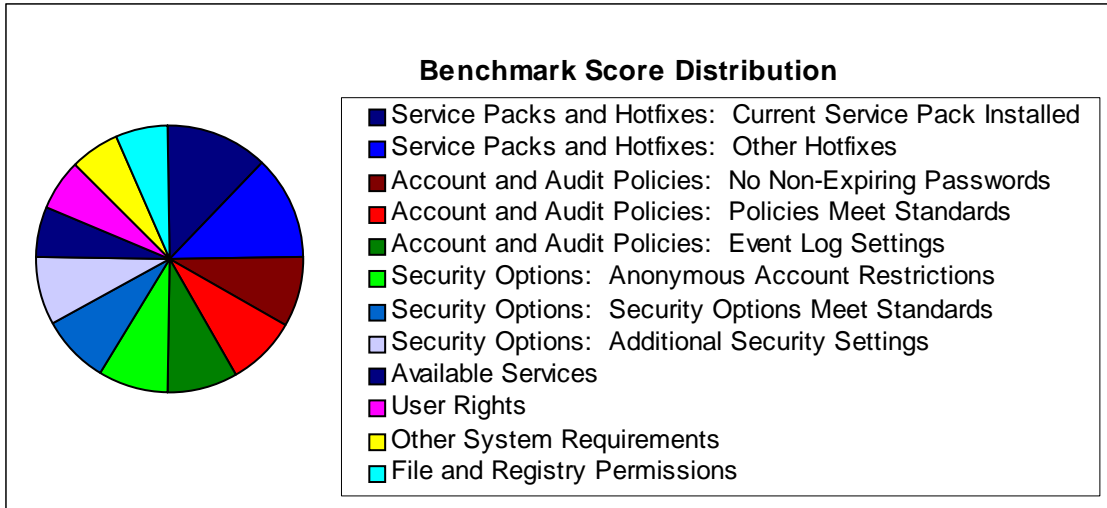 Benchmark Score Distribution
Service Packs and Hotfixes: Current Service Pack Installed
Service Packs and Hotfixes: Other Hotfixes
Account and Audit Policies: No Non-Expiring Passwords
Account and Audit Policies: Policies Meet Standards
Account and Audit Policies: Event Log Settings
Security Options: Anonymous Account Restrictions
Security Options: Security Options Meet Standards
Security Options: Additional Security Settings
Available Services
User Rights
Other System Requirements
File and Registry Permissions